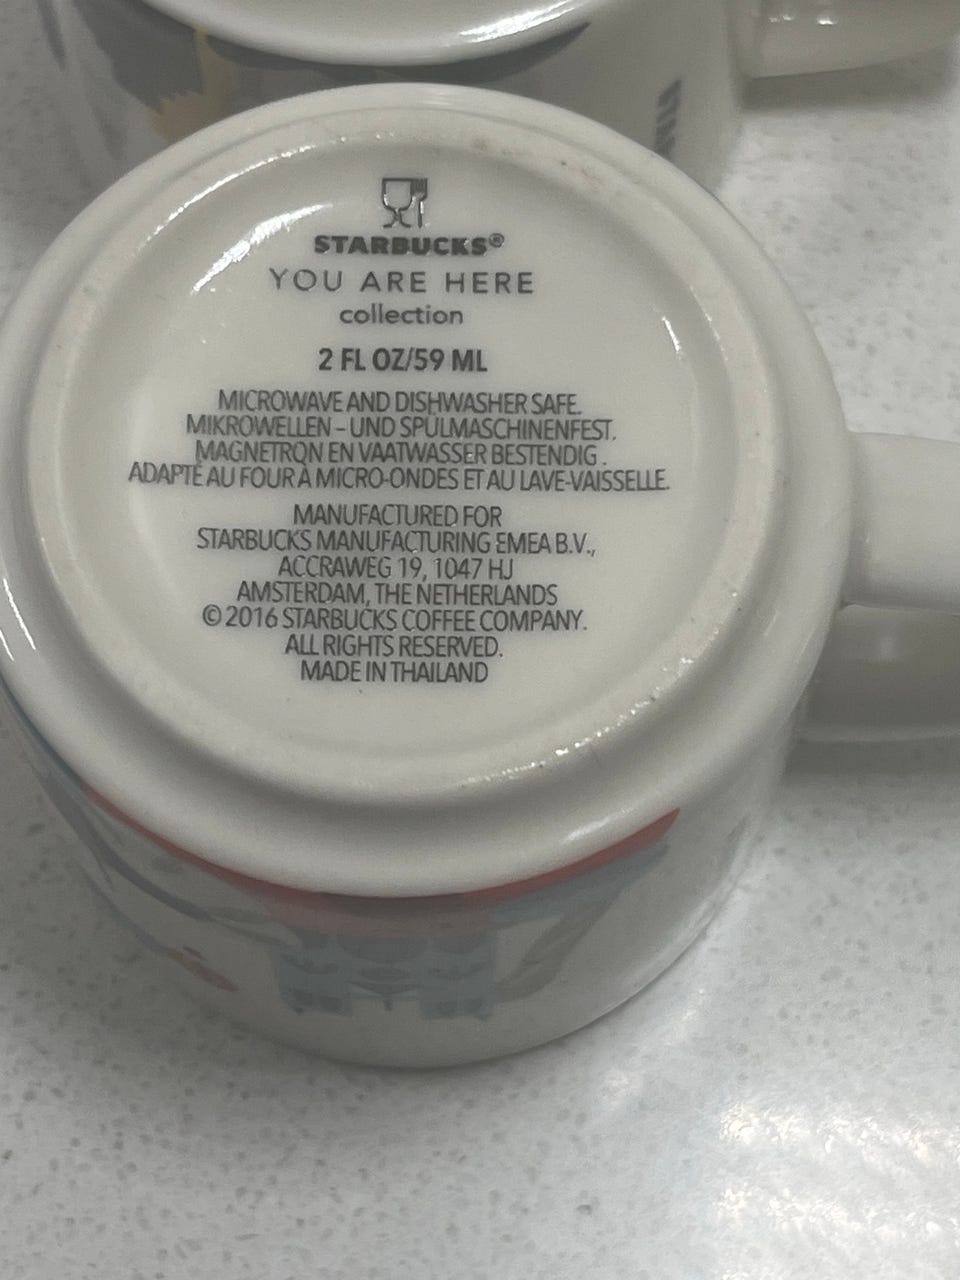 STARBUCKS®
YOU ARE HERE
collection
2 FL OZ/59 ML
MICROWAVE AND DISHWASHER SAFE.
MIKROWELLEN – UND SPÜLMASCHINENFEST.
MAGNETRON EN VAATWASSER BESTENDIG .
ADAPTÉ AU FOUR À MICRO-ONDES ET AU LAVE-VAISSELLE.
MANUFACTURED FOR
STARBUCKS MANUFACTURING EMEA B.V.,
ACCRAWEG 19, 1047 HJ
AMSTERDAM, THE NETHERLANDS
©2016 STARBUCKS COFFEE COMPANY.
ALL RIGHTS RESERVED.
MADE IN THAILAND